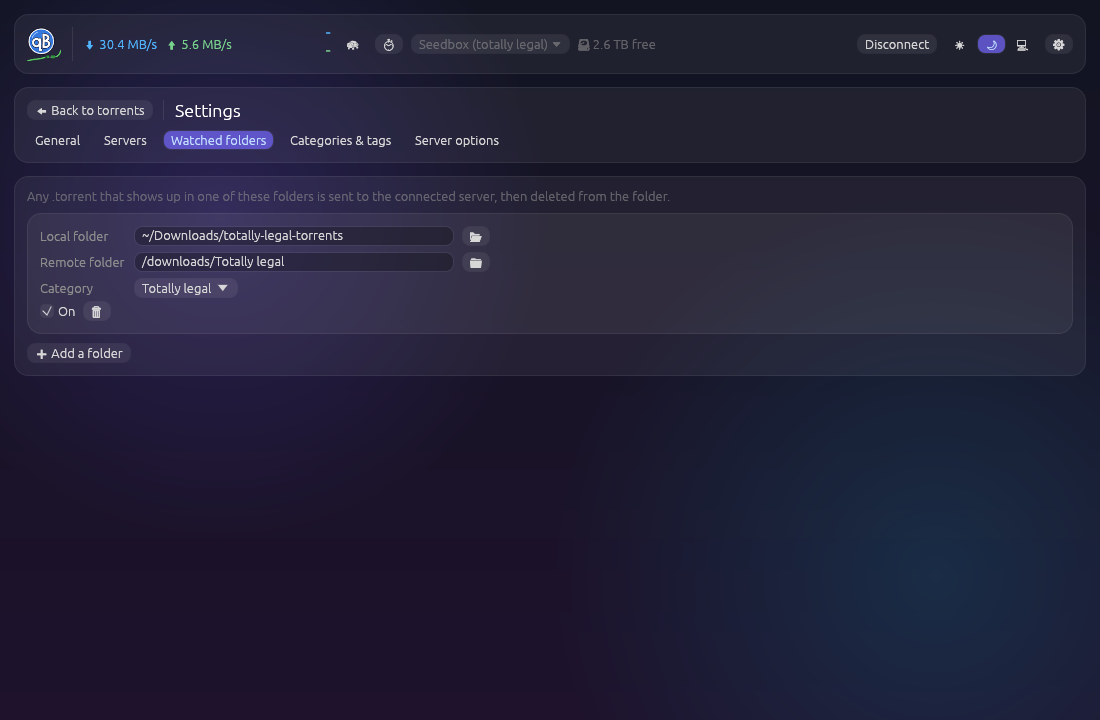 qB
30.4 MB/s 5.6 MB/s Seedbox (totally legal) 2.6 TB free Disconnect
Back to torrents Settings
General Servers Watched folders Categories & tags Server options
Any .torrent that shows up in one of these folders is sent to the connected server, then deleted from the folder.
Local folder ~/Downloads/totally-legal-torrents
Remote folder /downloads/Totally legal
Category Totally legal
On
Add a folder